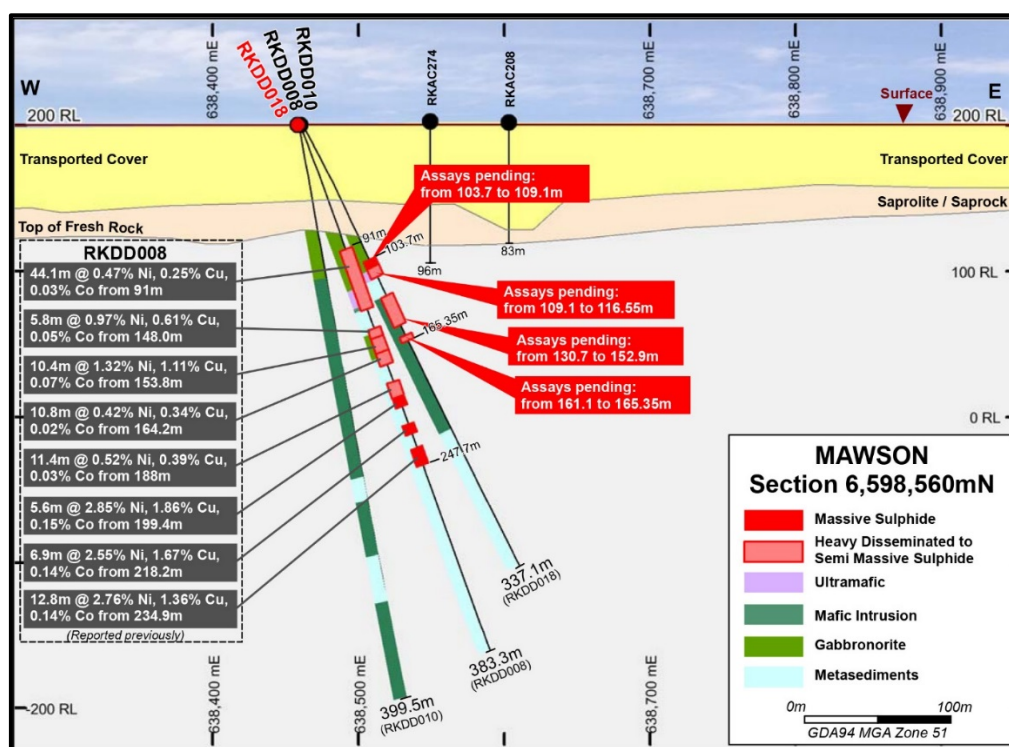 638,400 mE
638,700 mE
638,800 mE
638,900 mE
RKDD018
RKDD008
RKDD010
RKAC274
RKAC208
W
E
Surface
200 RL
200 RL
Transported Cover
Transported Cover
Saprolite / Saprock
Top of Fresh Rock
Assays pending:
from 103.7 to 109.1m
91m
103.7m
96m
83m
100 RL
RKDD008
44.1m @ 0.47% Ni, 0.25% Cu,
0.03% Co from 91m
5.8m @ 0.97% Ni, 0.61% Cu,
0.05% Co from 148.0m
10.4m @ 1.32% Ni, 1.11% Cu,
0.07% Co from 153.8m
10.8m @ 0.42% Ni, 0.34% Cu,
0.02% Co from 164.2m
11.4m @ 0.52% Ni, 0.39% Cu,
0.03% Co from 188m
5.6m @ 2.85% Ni, 1.86% Cu,
0.15% Co from 199.4m
6.9m @ 2.55% Ni, 1.67% Cu,
0.14% Co from 218.2m
12.8m @ 2.76% Ni, 1.36% Cu,
0.14% Co from 234.9m
(Reported previously)
Assays pending:
from 109.1 to 116.55m
165.35m
Assays pending:
from 130.7 to 152.9m
Assays pending:
from 161.1 to 165.35m
0 RL
247.7m
337.1m
(RKDD018)
383.3m
(RKDD008)
399.5m
(RKDD010)
-200 RL
638,400 mE
638,500 mE
638,700 mE
MAWSON
Section 6,598,560mN
Massive Sulphide
Heavy Disseminated to
Semi Massive Sulphide
Ultramafic
Mafic Intrusion
Gabbronorite
Metasediments
0m
100m
GDA94 MGA Zone 51